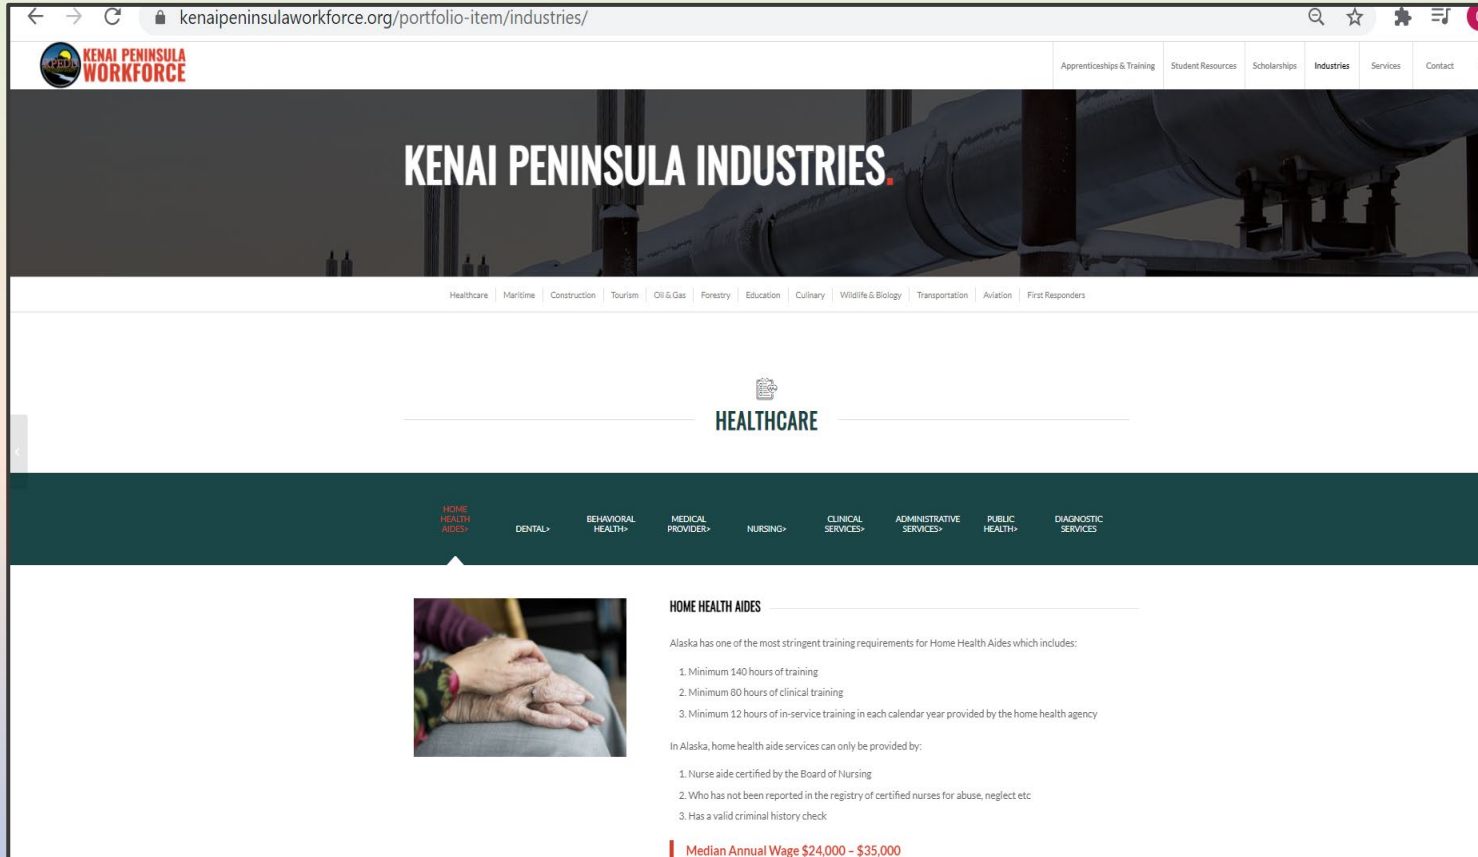 kenaipeninsulaworkforce.org/portfolio-item/industries/
KPEDD
KENAI PENINSULA
WORKFORCE
Apprenticeships & Training Student Resources Scholarships Industries Services Contact
KENAI PENINSULA INDUSTRIES.
Healthcare Maritime Construction Tourism Oil & Gas Forestry Education Culinary Wildlife & Biology Transportation Aviation First Responders
HEALTHCARE
HOME HEALTH AIDES> DENTAL> BEHAVIORAL HEALTH> MEDICAL PROVIDER> NURSING> CLINICAL SERVICES> ADMINISTRATIVE SERVICES> PUBLIC HEALTH> DIAGNOSTIC SERVICES
HOME HEALTH AIDES
Alaska has one of the most stringent training requirements for Home Health Aides which includes:
1. Minimum 140 hours of training
2. Minimum 80 hours of clinical training
3. Minimum 12 hours of in-service training in each calendar year provided by the home health agency
In Alaska, home health aide services can only be provided by:
1. Nurse aide certified by the Board of Nursing
2. Who has not been reported in the registry of certified nurses for abuse, neglect etc
3. Has a valid criminal history check
Median Annual Wage $24,000 – $35,000